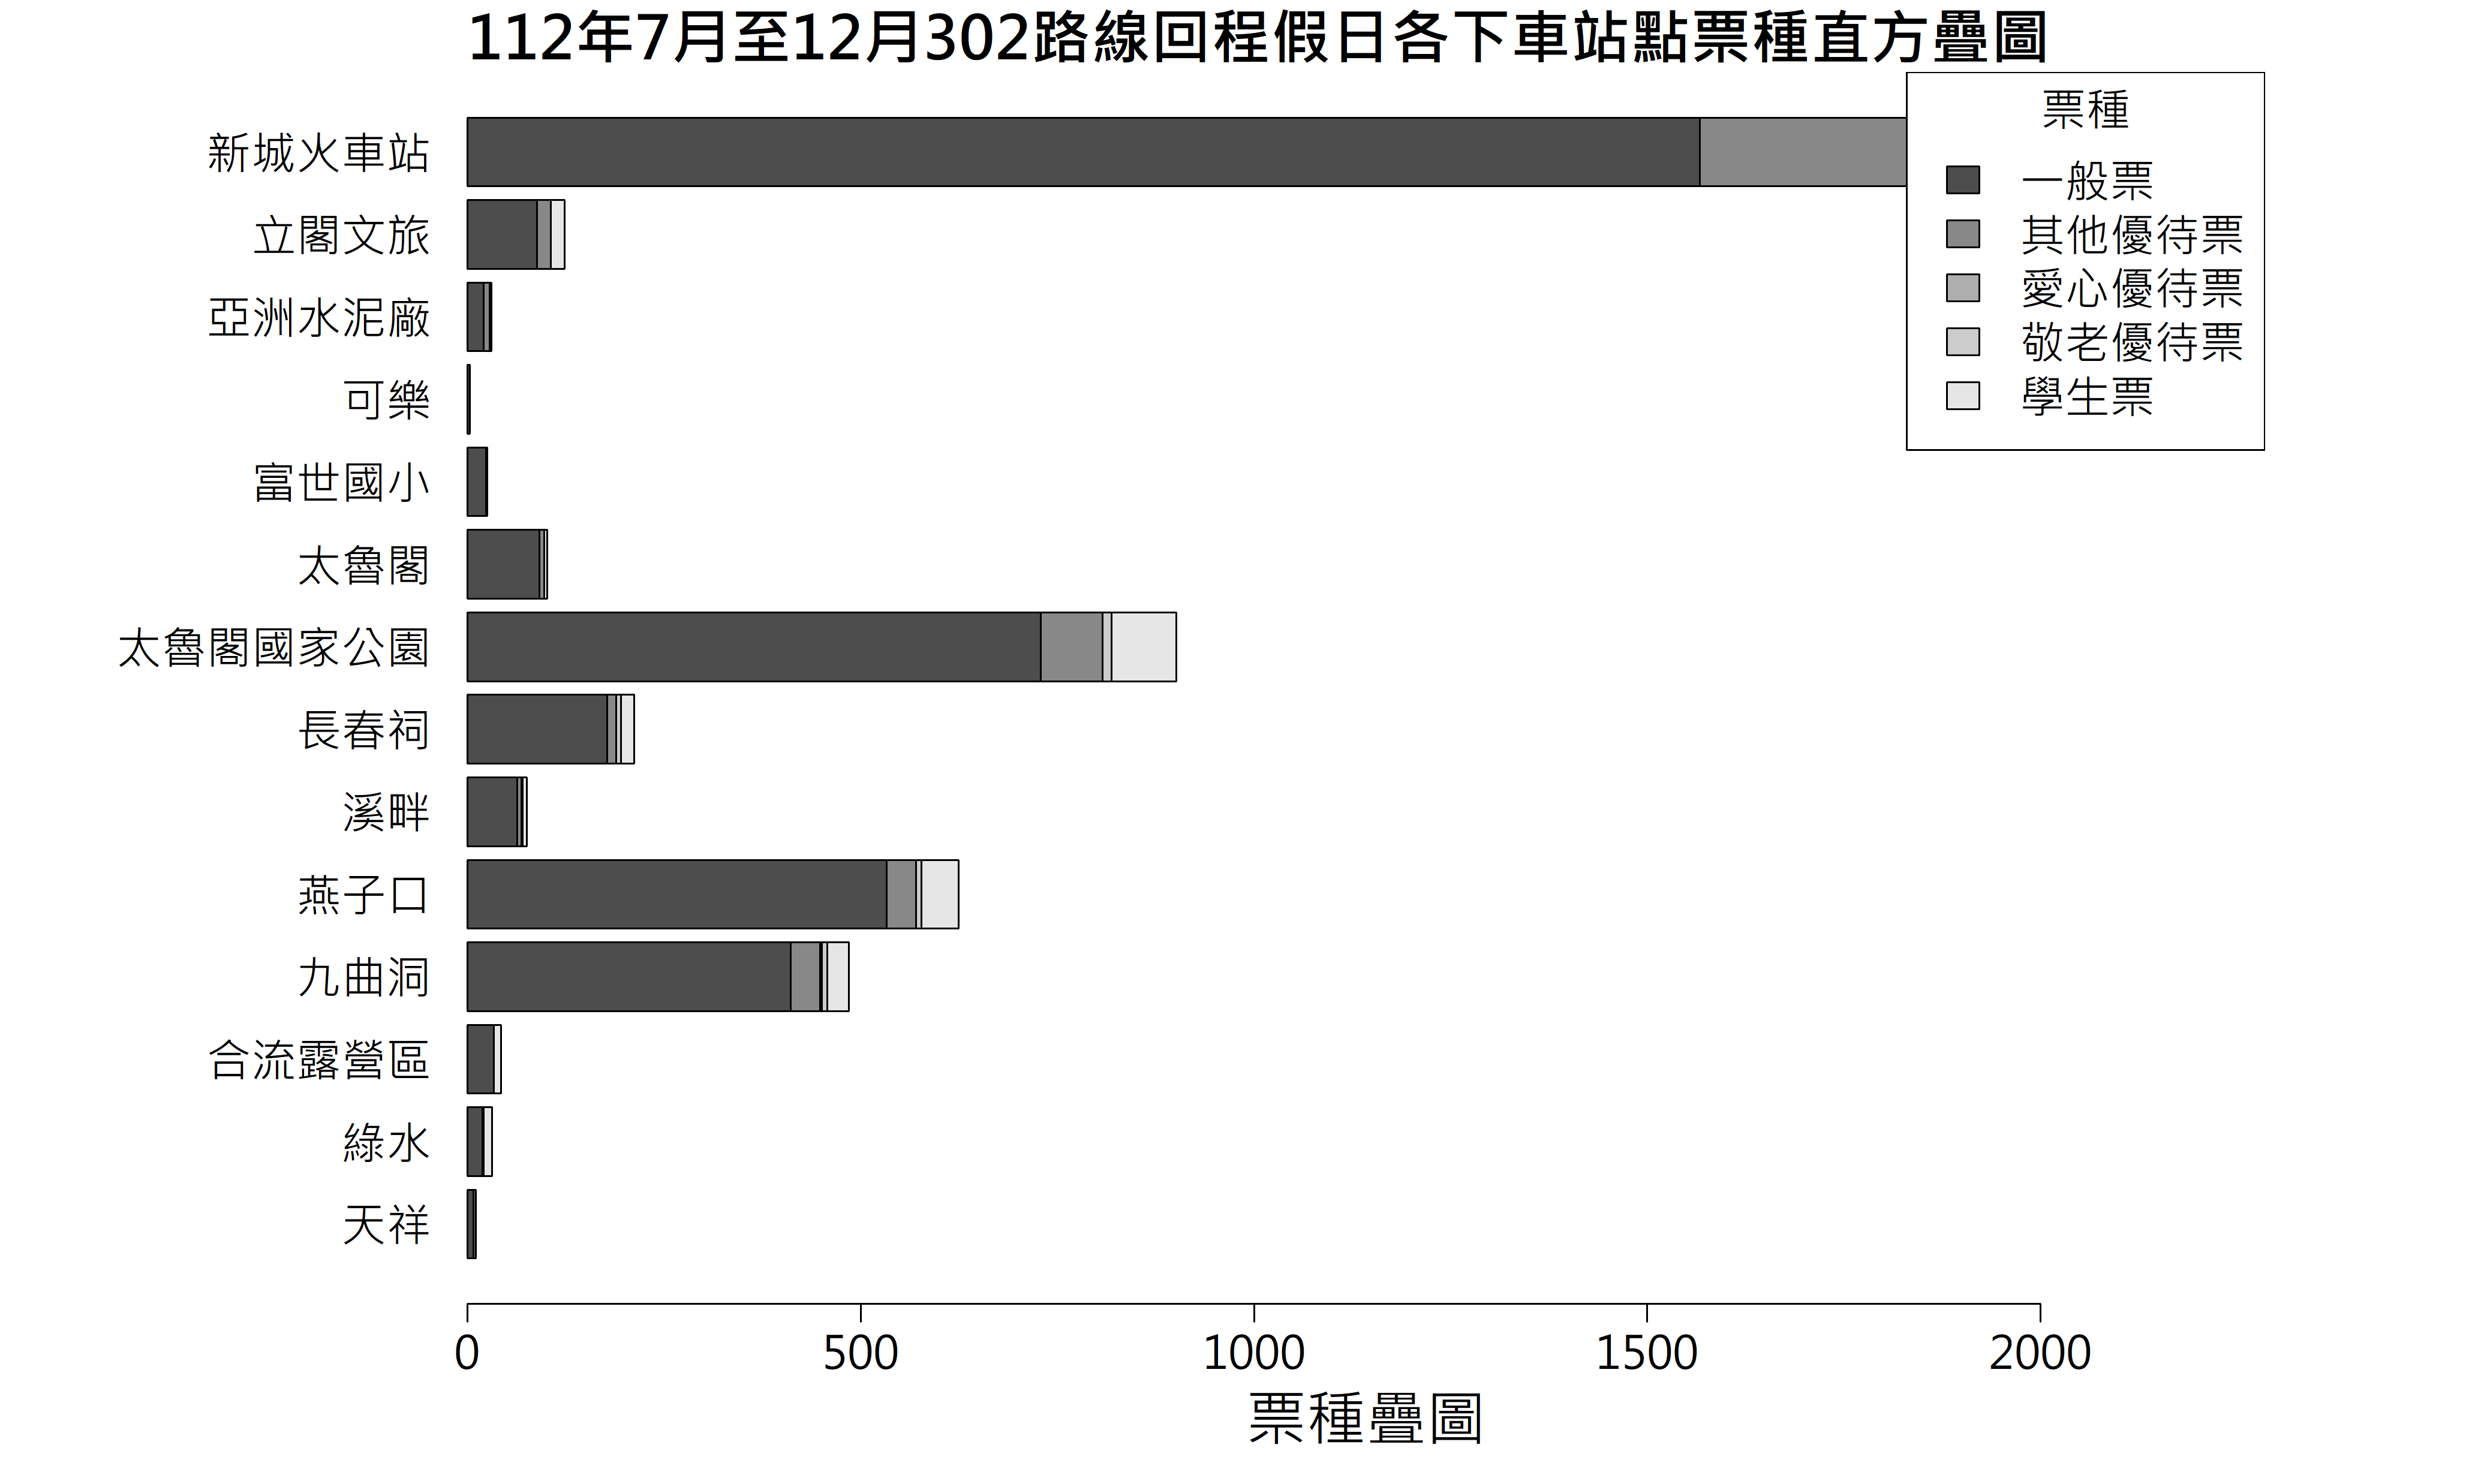 112年7月至12月302路線回程假日各下車站點票種直方疊圖
票種
一般票
其他優待票
愛心優待票
敬老優待票
學生票
新城火車站
立閣文旅
亞洲水泥廠
可樂
富世國小
太魯閣
太魯閣國家公園
長春祠
溪畔
燕子口
九曲洞
合流露營區
綠水
天祥
0 500 1000 1500 2000
票種疊圖